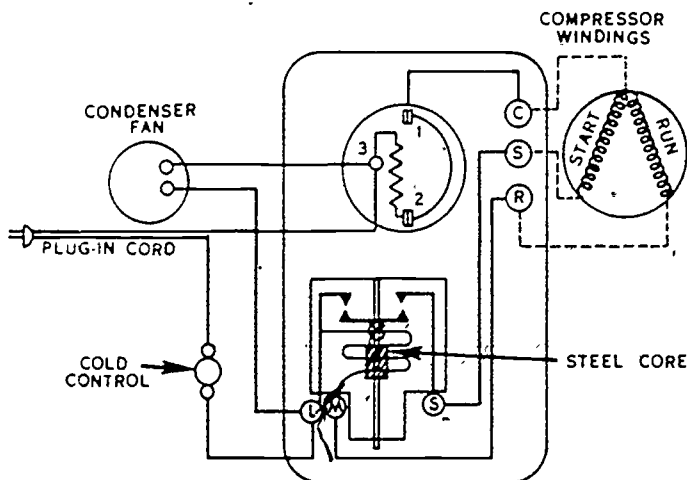 COMPRESSOR
WINDINGS
CONDENSER
FAN
1
C
3
START
RUN
S
2
R
PLUG-IN CORD
COLD
CONTROL
STEEL CORE
L
M
S